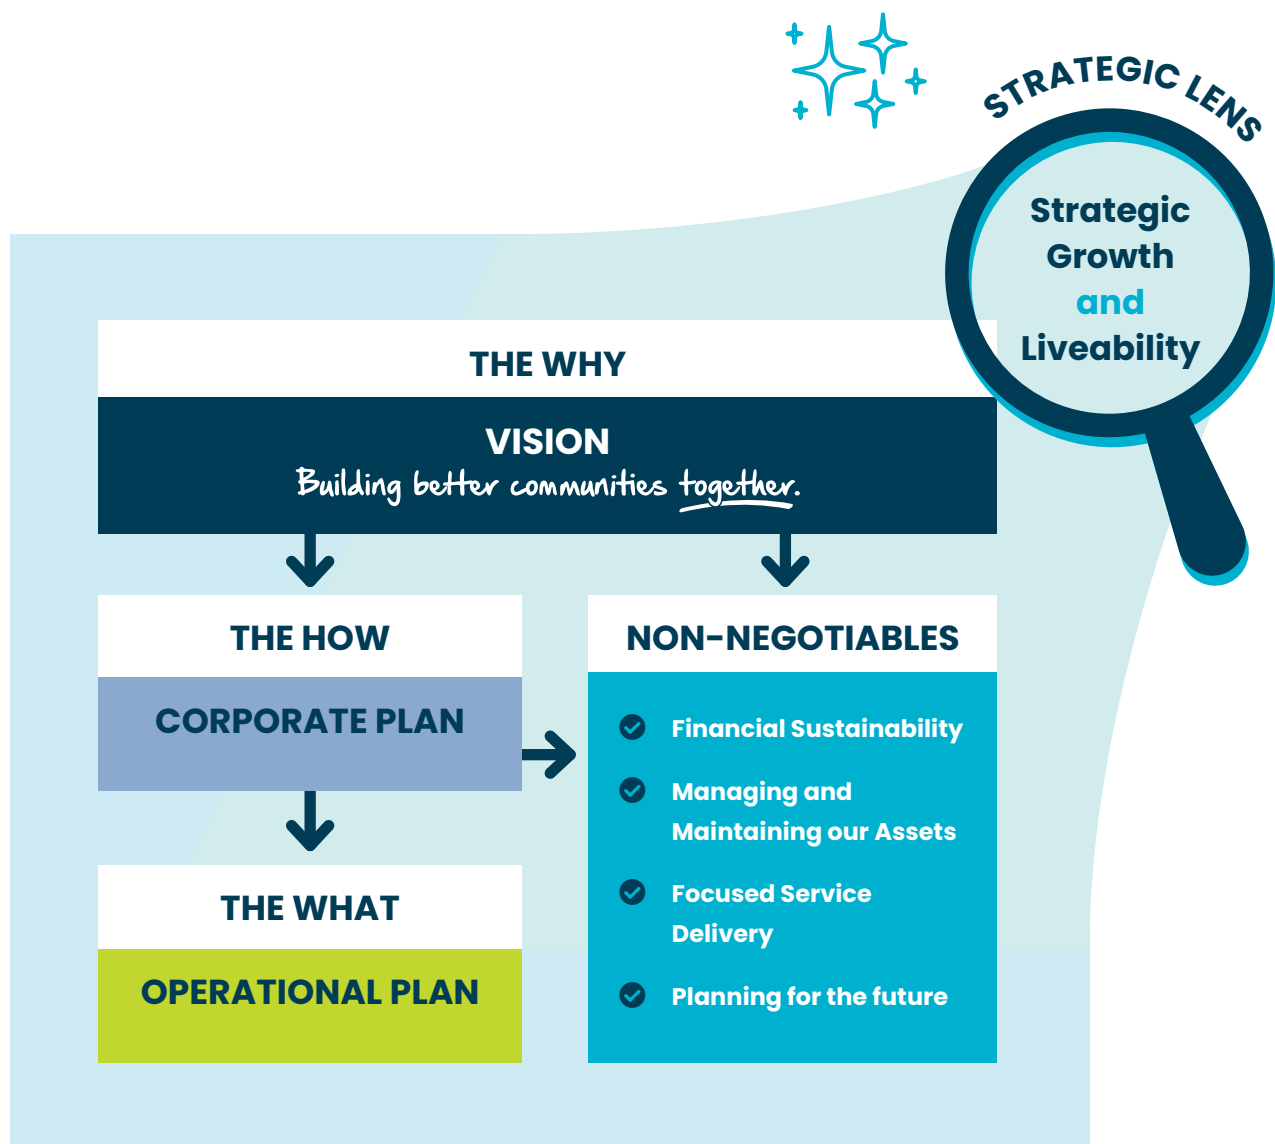 STRATEGIC LENS
Strategic
Growth
and
Liveability
THE WHY
VISION
Building better communities together.
THE HOW
CORPORATE PLAN
THE WHAT
OPERATIONAL PLAN
NON-NEGOTIABLES
Financial Sustainability
Managing and
Maintaining our Assets
Focused Service
Delivery
Planning for the future